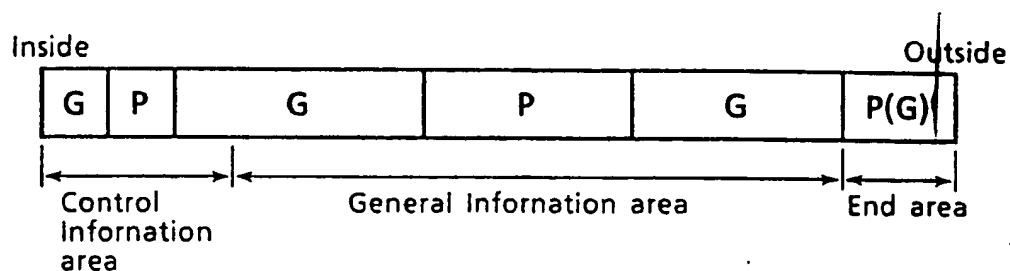 Inside
Outside
G P G P G P(G)
Control
Infornation
area
General Infornation area
End area